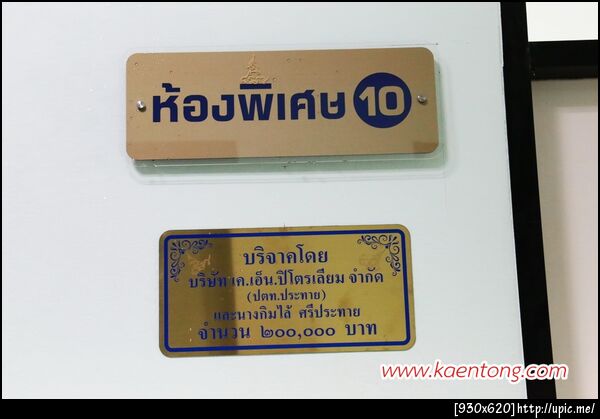 ห้องพิเศษ 10
บริจาคโดย
บริษัท เค.เอ็น.ปิโตรเลียม จำกัด
(ปตท.ประทาย)
และนางกิมไล้ ศรีประทาย
จำนวน ๒๐๐,๐๐๐ บาท
www.kaentong.com
[930x620]http://upic.me/